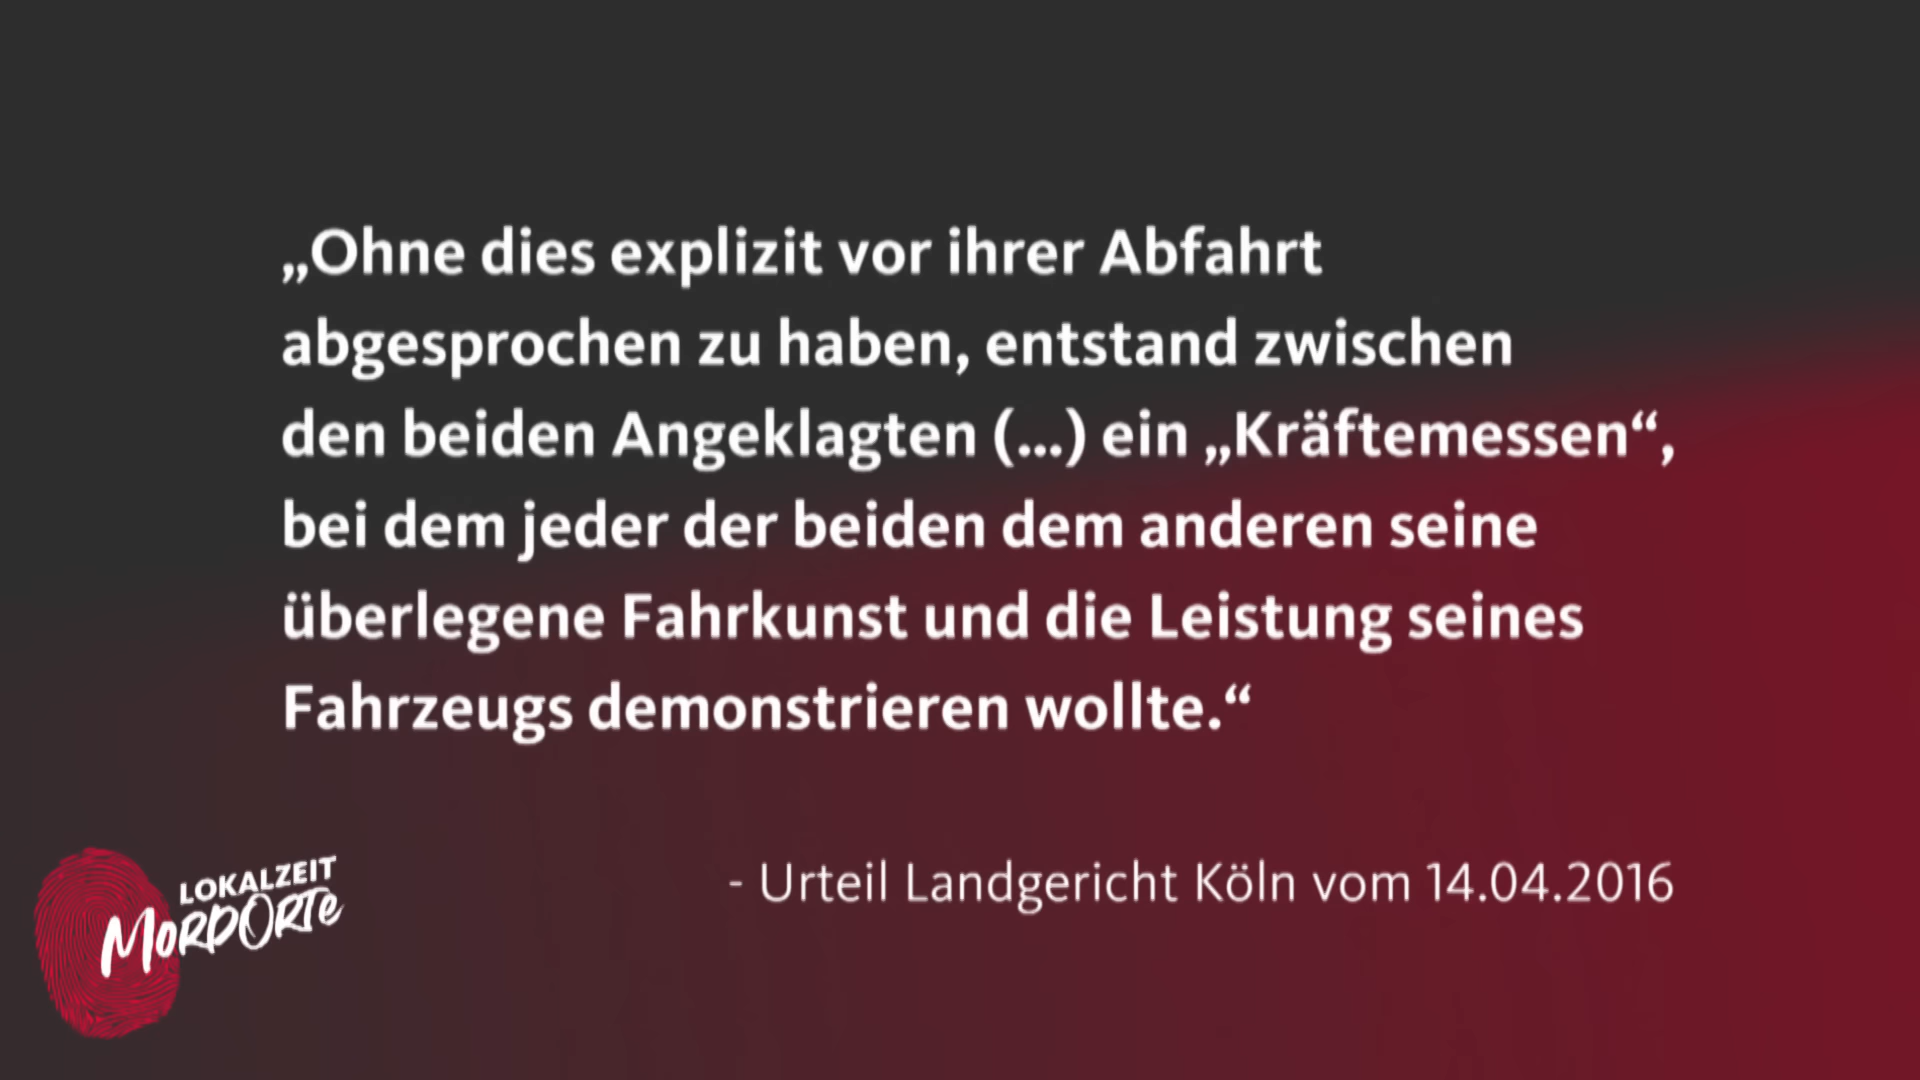 „Ohne dies explizit vor ihrer Abfahrt
abgesprochen zu haben, entstand zwischen
den beiden Angeklagten (...) ein „Kräftemessen“,
bei dem jeder der beiden dem anderen seine
überlegene Fahrkunst und die Leistung seines
Fahrzeugs demonstrieren wollte.“
- Urteil Landgericht Köln vom 14.04.2016
LOKALZEIT
MORDORTe